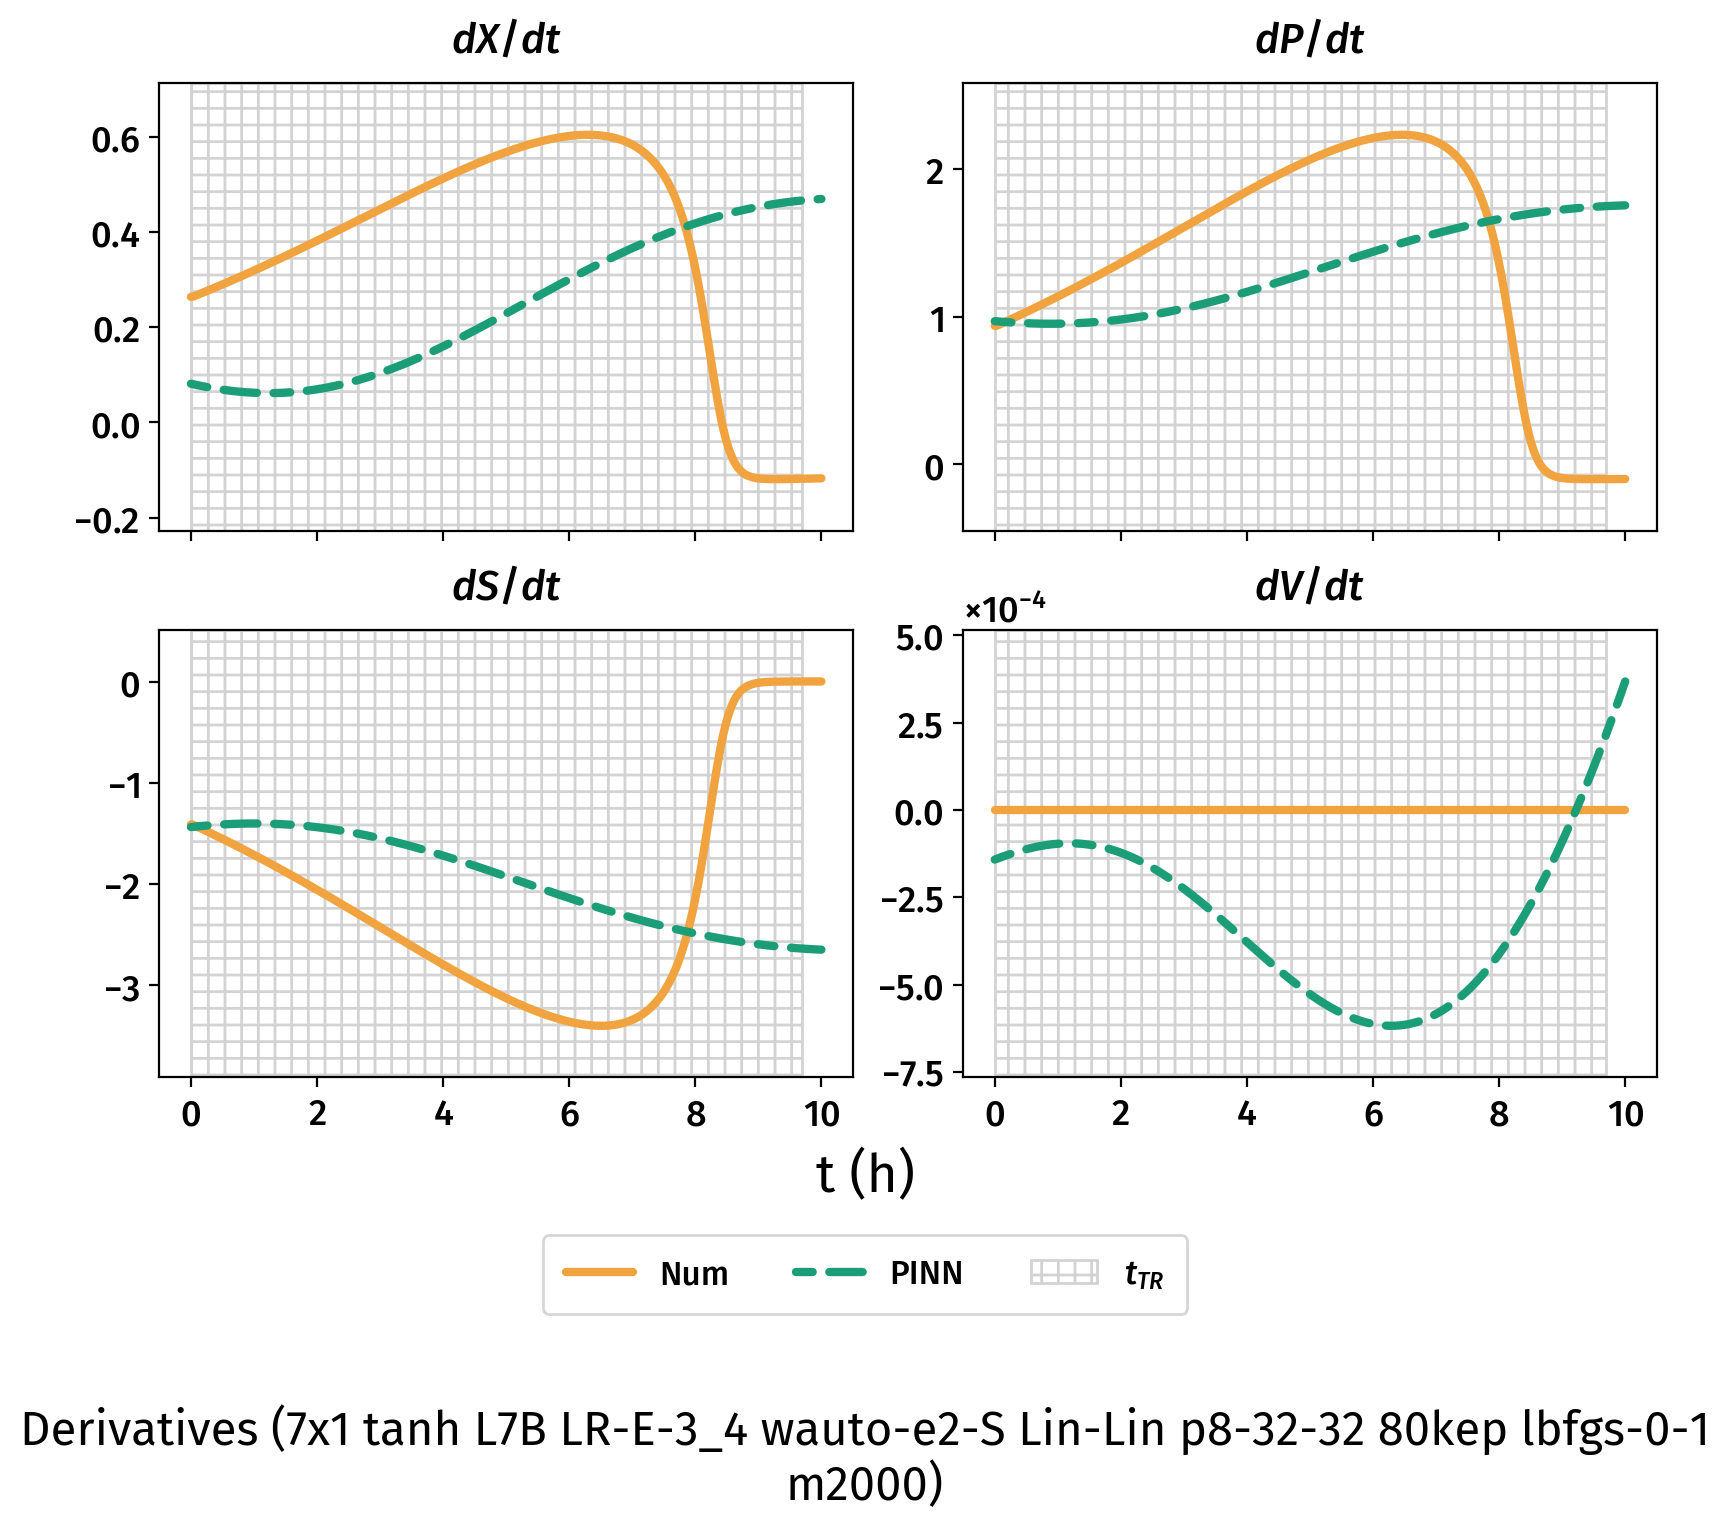 dX/dt
dP/dt
0.6
0.4
0.2
0.0
−0.2
2
1
0
dS/dt
dV/dt
×10−4
0
−1
−2
−3
5.0
2.5
0.0
−2.5
−5.0
−7.5
0 2 4 6 8 10
0 2 4 6 8 10
t (h)
Num PINN tTR
Derivatives (7x1 tanh L7B LR-E-3_4 wauto-e2-S Lin-Lin p8-32-32 80kep lbfgs-0-1
m2000)